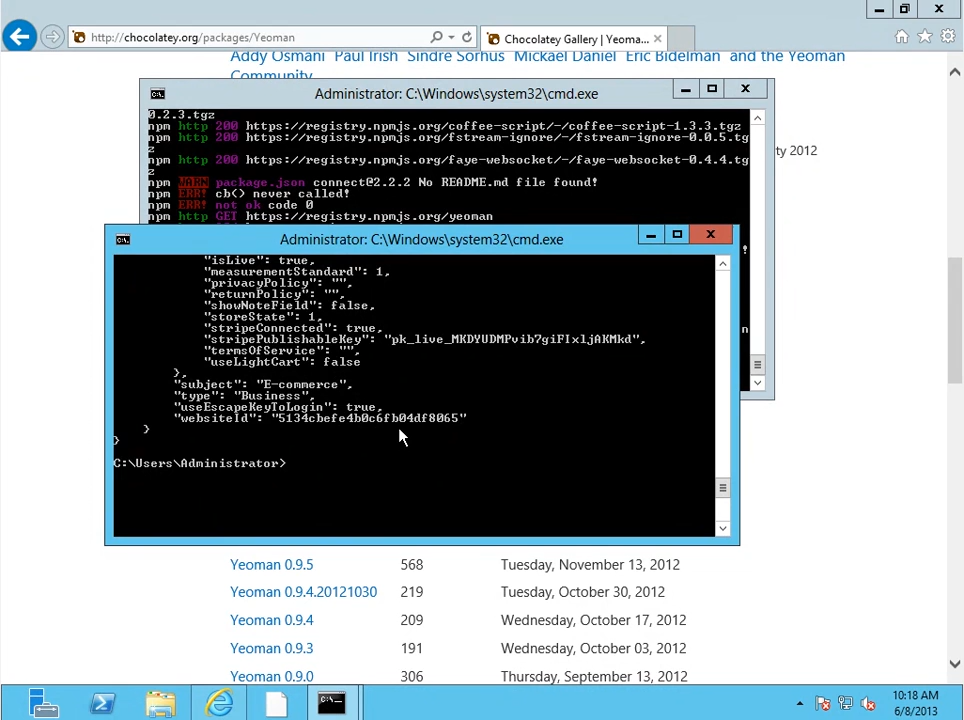 http://chocolatey.org/packages/Yeoman
Chocolatey Gallery | Yeoma...
Addy Osmani Paul Irish Sindre Sorhus Mickael Daniel Eric Bidelman and the Yeoman
Community
Administrator: C:\Windows\system32\cmd.exe
0.2.3.tgz
npm http 200 https://registry.npmjs.org/coffee-script/-/coffee-script-1.3.3.tgz
npm http 200 https://registry.npmjs.org/fstream-ignore/-/fstream-ignore-0.0.5.tg
z
npm http 200 https://registry.npmjs.org/faye-websocket/-/faye-websocket-0.4.4.tg
z
ty 2012
npm WARN package.json connect@2.2.2 No README.md file found!
npm ERR! cb() never called!
npm ERR! not ok code 0
npm http GET https://registry.npmjs.org/yeoman
Administrator: C:\Windows\system32\cmd.exe
"isLive": true,
"measurementStandard": 1,
"privacyPolicy": "",
"returnPolicy": "",
"showNoteField": false,
"storeState": 1,
"stripeConnected": true,
"stripePublishableKey": "pk_live_MKDYUDMPvib7giFIxljAKMkd",
"termsOfService": "",
"useLightCart": false
},
"subject": "E-commerce",
"type": "Business",
"useEscapeKeyToLogin": true,
"websiteId": "5134cbefe4b0c6fb04df8065"
}
}
C:\Users\Administrator>
Yeoman 0.9.5 568 Tuesday, November 13, 2012
Yeoman 0.9.4.20121030 219 Tuesday, October 30, 2012
Yeoman 0.9.4 209 Wednesday, October 17, 2012
Yeoman 0.9.3 191 Wednesday, October 03, 2012
Yeoman 0.9.0 306 Thursday, September 13, 2012
10:18 AM
6/8/2013